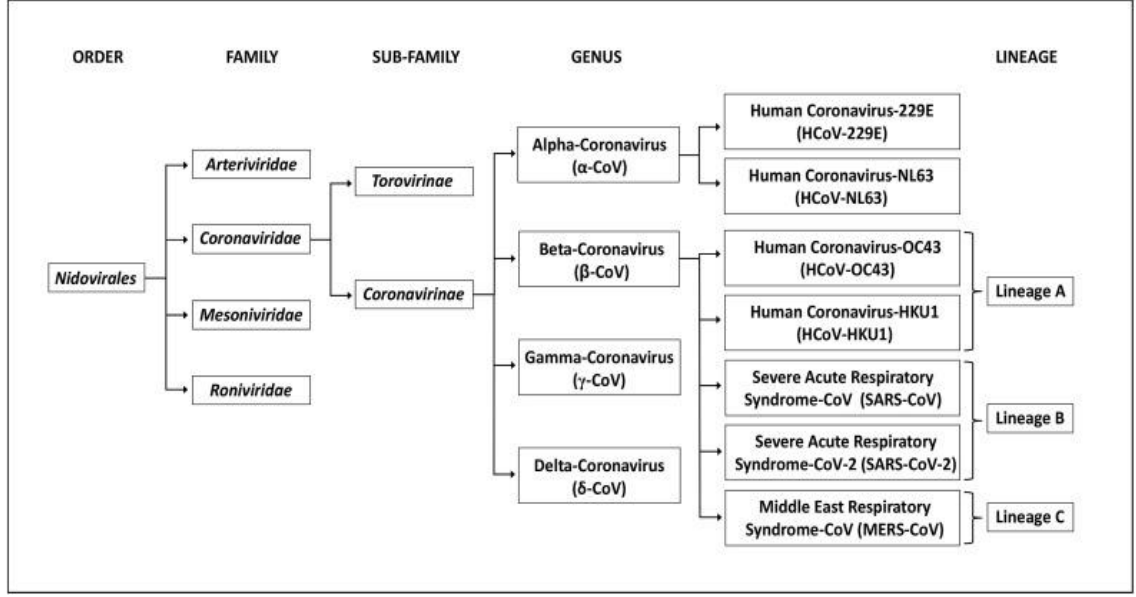 ORDER FAMILY SUB-FAMILY GENUS LINEAGE
Arteriviridae
Coronaviridae
Nidovirales
Mesoniviridae
Roniviridae
Torovirinae
Coronavirinae
Alpha-Coronavirus
(α-CoV)
Beta-Coronavirus
(β-CoV)
Gamma-Coronavirus
(γ-CoV)
Delta-Coronavirus
(δ-CoV)
Human Coronavirus-229E
(HCoV-229E)
Human Coronavirus-NL63
(HCoV-NL63)
Human Coronavirus-OC43
(HCoV-OC43)
Human Coronavirus-HKU1
(HCoV-HKU1)
Severe Acute Respiratory
Syndrome-CoV (SARS-CoV)
Severe Acute Respiratory
Syndrome-CoV-2 (SARS-CoV-2)
Middle East Respiratory
Syndrome-CoV (MERS-CoV)
Lineage A
Lineage B
Lineage C